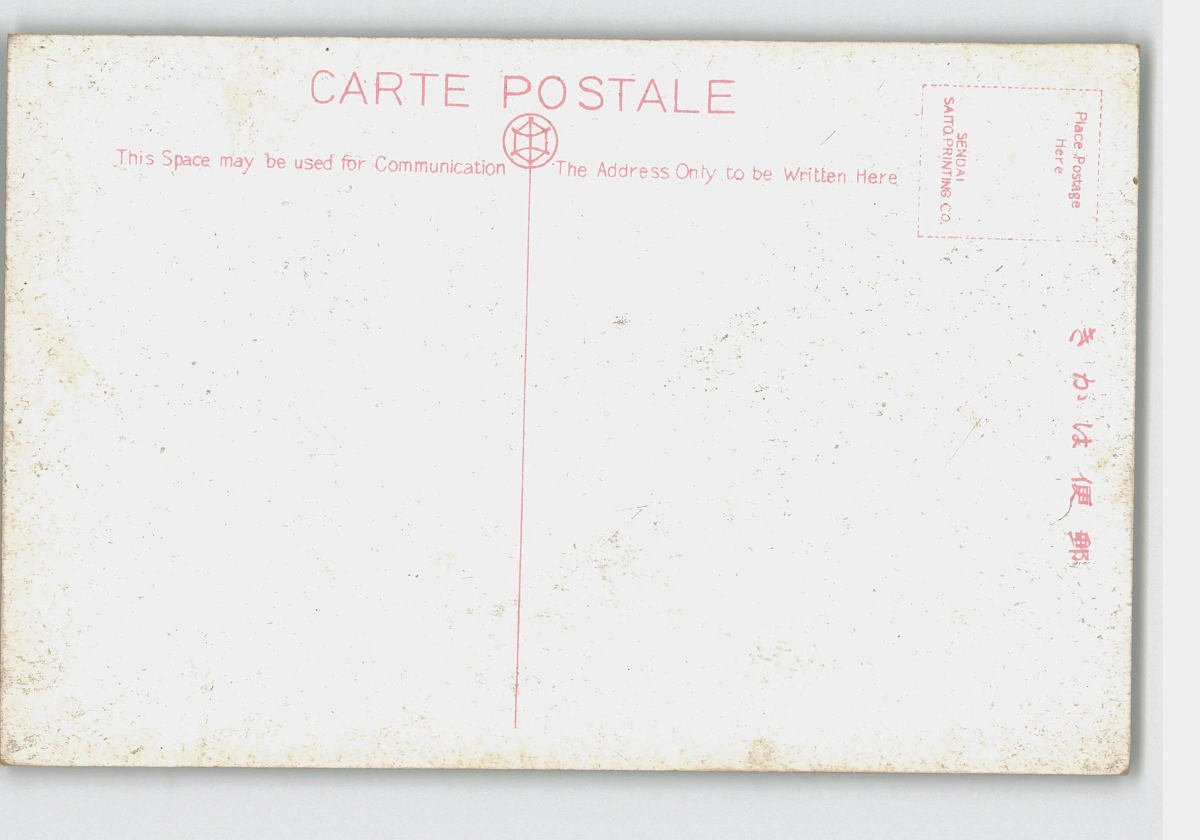 CARTE POSTALE
This Space may be used for Communication
The Address Only to be Written Here
Place Postage
Here
SENDAI
SAITO.PRINTING CO.
郵便はかき